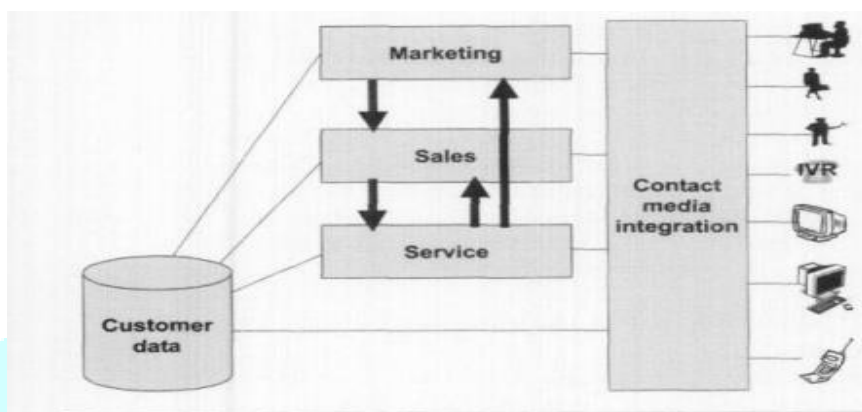 Marketing
Sales
Service
Customer
data
Contact
media
integration
IVR